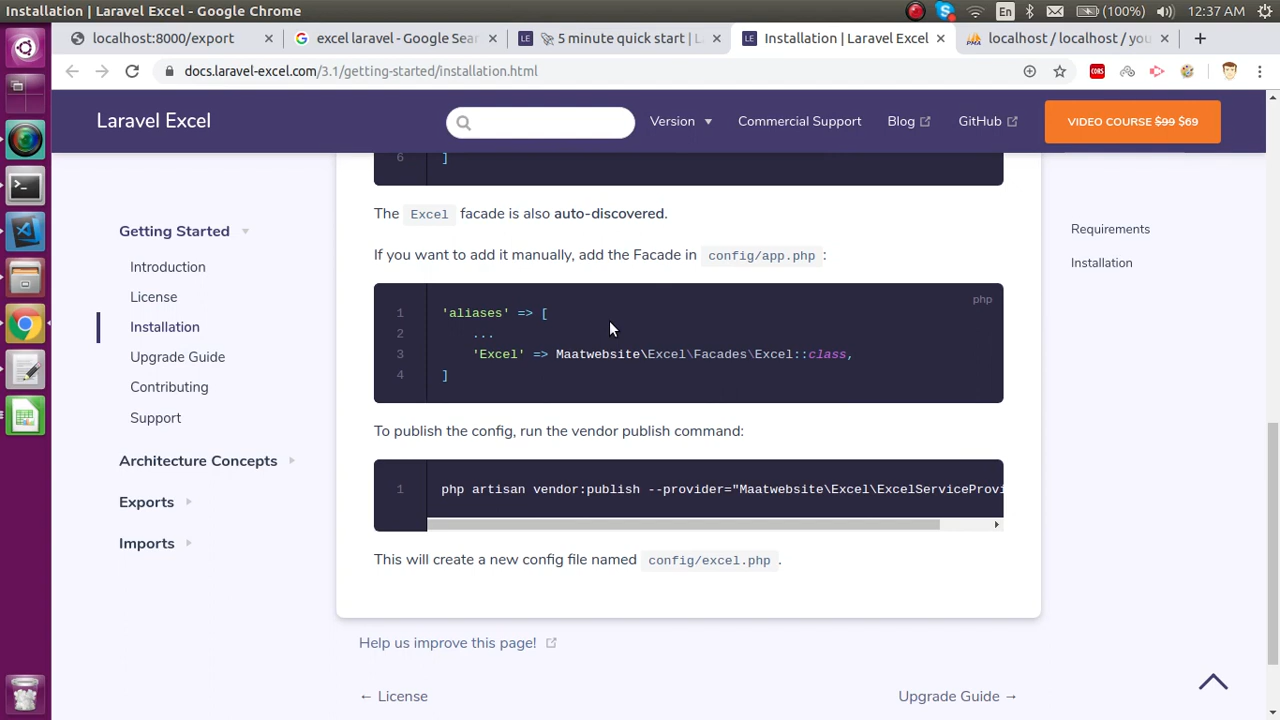 Installation | Laravel Excel - Google Chrome
En
(100%)
12:37 AM
localhost:8000/export
excel laravel - Google Sear
LE
🚀 5 minute quick start | L
LE
Installation | Laravel Excel
PMA
localhost / localhost / you
docs.laravel-excel.com/3.1/getting-started/installation.html
CORS
Laravel Excel
Version
Commercial Support
Blog
GitHub
VIDEO COURSE $99 $69
Getting Started
Introduction
License
Installation
Upgrade Guide
Contributing
Support
Architecture Concepts
Exports
Imports
6 ]
The Excel facade is also auto-discovered.
If you want to add it manually, add the Facade in config/app.php :
php
1 'aliases' => [
2 ...
3 'Excel' => Maatwebsite\Excel\Facades\Excel::class,
4 ]
To publish the config, run the vendor publish command:
1 php artisan vendor:publish --provider="Maatwebsite\Excel\ExcelServiceProvi
This will create a new config file named config/excel.php .
Help us improve this page!
← License
Upgrade Guide →
Requirements
Installation